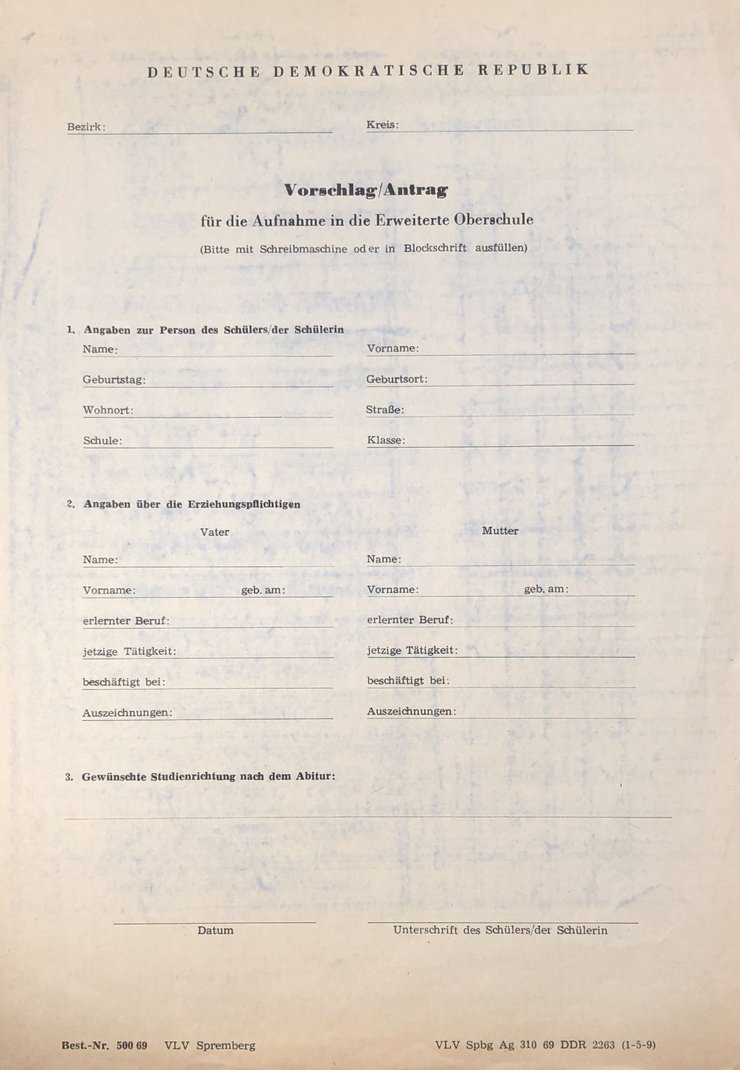 DEUTSCHE DEMOKRATISCHE REPUBLIK
Bezirk: Kreis:
Vorschlag/Antrag
für die Aufnahme in die Erweiterte Oberschule
(Bitte mit Schreibmaschine oder in Blockschrift ausfüllen)
1. Angaben zur Person des Schülers/der Schülerin
Name: Vorname:
Geburtstag: Geburtsort:
Wohnort: Straße:
Schule: Klasse:
2. Angaben über die Erziehungspflichtigen
Vater Mutter
Name: Name:
Vorname: geb. am: Vorname: geb. am:
erlernter Beruf: erlernter Beruf:
jetzige Tätigkeit: jetzige Tätigkeit:
beschäftigt bei: beschäftigt bei:
Auszeichnungen: Auszeichnungen:
3. Gewünschte Studienrichtung nach dem Abitur:
Datum Unterschrift des Schülers/der Schülerin
Best.-Nr. 500 69 VLV Spremberg VLV Spbg Ag 310 69 DDR 2263 (1-5-9)